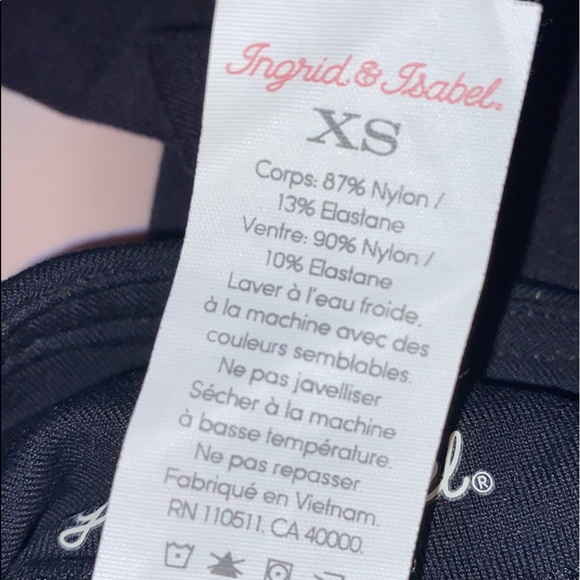 Ingrid & Isabel.
XS
Corps: 87% Nylon /
13% Elastane
Ventre: 90% Nylon /
10% Elastane
Laver à l'eau froide,
à la machine avec des
couleurs semblables.
Ne pas javelliser
Sécher à la machine
à basse température.
Ne pas repasser
Fabriqué en Vietnam.
RN 110511. CA 40000.